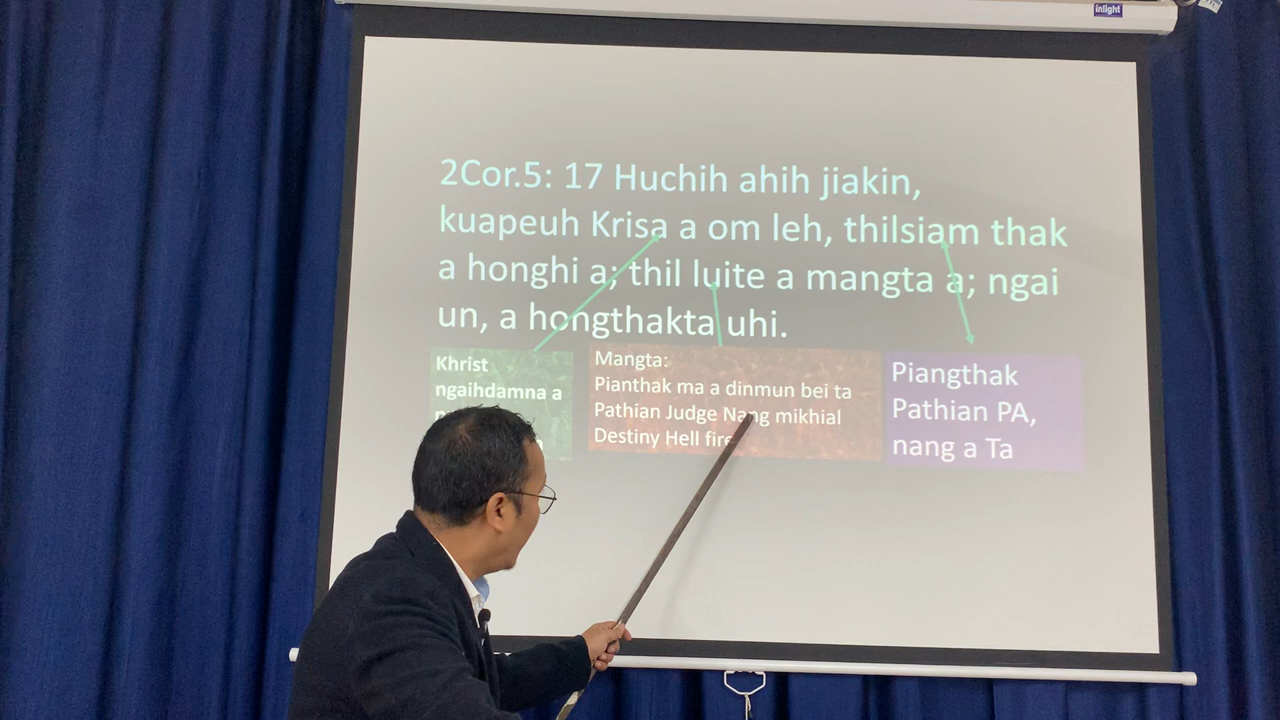 inlight
2Cor.5: 17 Huchih ahih jiakin,
kuapeuh Krisa a om leh, thilsiam thak
a honghi a; thil luite a mangta a; ngai
un, a hongthakta uhi.
Khrist
ngaihdamna a
Mangta:
Pianthak ma a dinmun bei ta
Pathian Judge Nang mikhial
Destiny Hell fire
Piangthak
Pathian PA,
nang a Ta